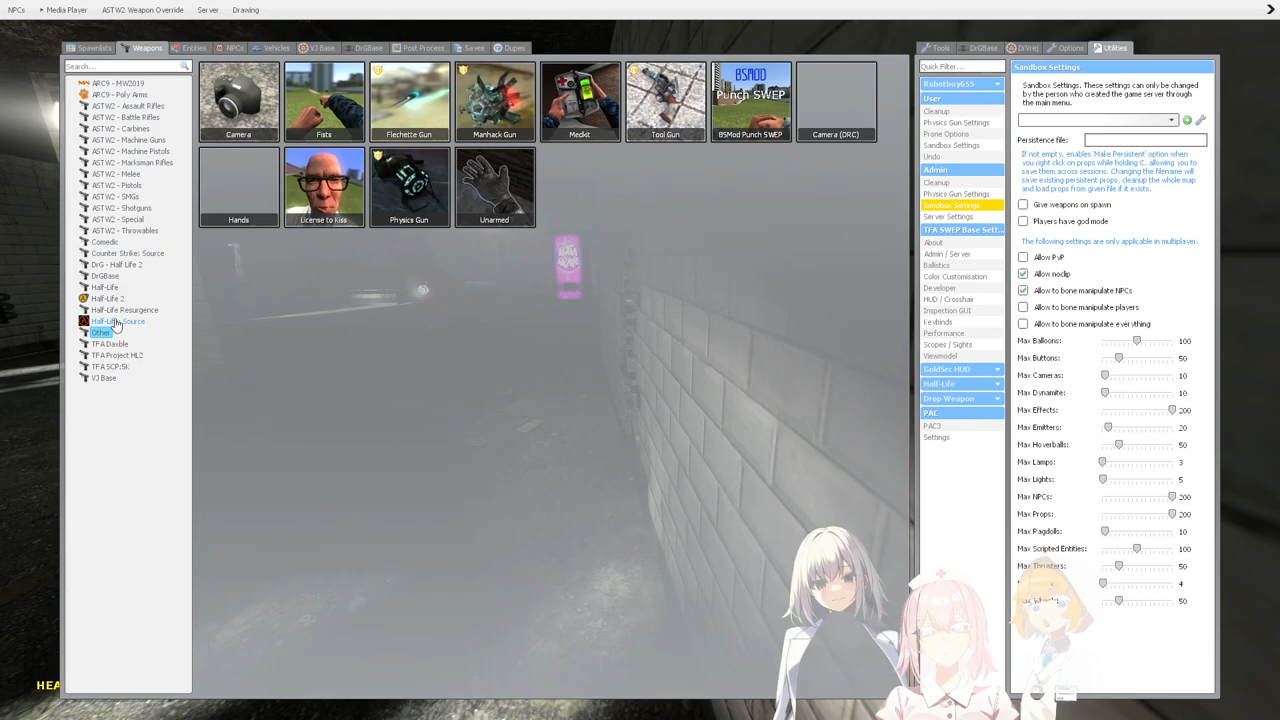 NPCs
Media Player
ASTW2 Weapon Override
Server
Drawing
Spawnlists
Weapons
Entities
NPCs
Vehicles
VJ Base
DrGBase
Post Process
Saves
Dupes
Search...
ARC9 - MW2019
ARC9 - Poly Arms
ASTW2 - Assault Rifles
ASTW2 - Battle Rifles
ASTW2 - Carbines
ASTW2 - Machine Guns
ASTW2 - Machine Pistols
ASTW2 - Marksman Rifles
ASTW2 - Melee
ASTW2 - Pistols
ASTW2 - SMGs
ASTW2 - Shotguns
ASTW2 - Special
ASTW2 - Throwables
Comedic
Counter Strike: Source
DrG - Half Life 2
DrGBase
Half-Life
Half-Life 2
Half-Life Resurgence
Half-Life: Source
Other
TFA Daxble
TFA Project HL2
TFA SCP:5K
VJ Base
Camera
Fists
Flechette Gun
Manhack Gun
Medkit
Tool Gun
BSMOD
Punch SWEP
BSMod Punch SWEP
Camera (DRC)
Hands
License to Kiss
Physics Gun
Unarmed
HEA
Tools
DrGBase
DrVrej
Options
Utilities
Quick Filter...
Robotboy655
User
Cleanup
Physics Gun Settings
Prone Options
Sandbox Settings
Undo
Admin
Cleanup
Physics Gun Settings
Sandbox Settings
Server Settings
TFA SWEP Base Sett...
About
Admin / Server
Ballistics
Color Customisation
Developer
HUD / Crosshair
Inspection GUI
Keybinds
Performance
Scopes / Sights
Viewmodel
GoldSrc HUD
Half-Life
Drop Weapon
PAC
PAC3
Settings
Sandbox Settings
Sandbox Settings. These settings can only be
changed by the person who created the game server through
the main menu.
Persistence file:
If not empty, enables 'Make Persistent' option when
you right click on props while holding C, allowing you to
save them across sessions. Changing the filename will
save existing persistent props, cleanup the whole map
and load props from given file if it exists.
Give weapons on spawn
Players have god mode
The following settings are only applicable in multiplayer.
Allow PvP
Allow noclip
Allow to bone manipulate NPCs
Allow to bone manipulate players
Allow to bone manipulate everything
Max Balloons: 100
Max Buttons: 50
Max Cameras: 10
Max Dynamite: 10
Max Effects: 200
Max Emitters: 20
Max Hoverballs: 50
Max Lamps: 3
Max Lights: 5
Max NPCs: 200
Max Props: 200
Max Ragdolls: 10
Max Scripted Entities: 100
Max Thrusters: 50
4
50